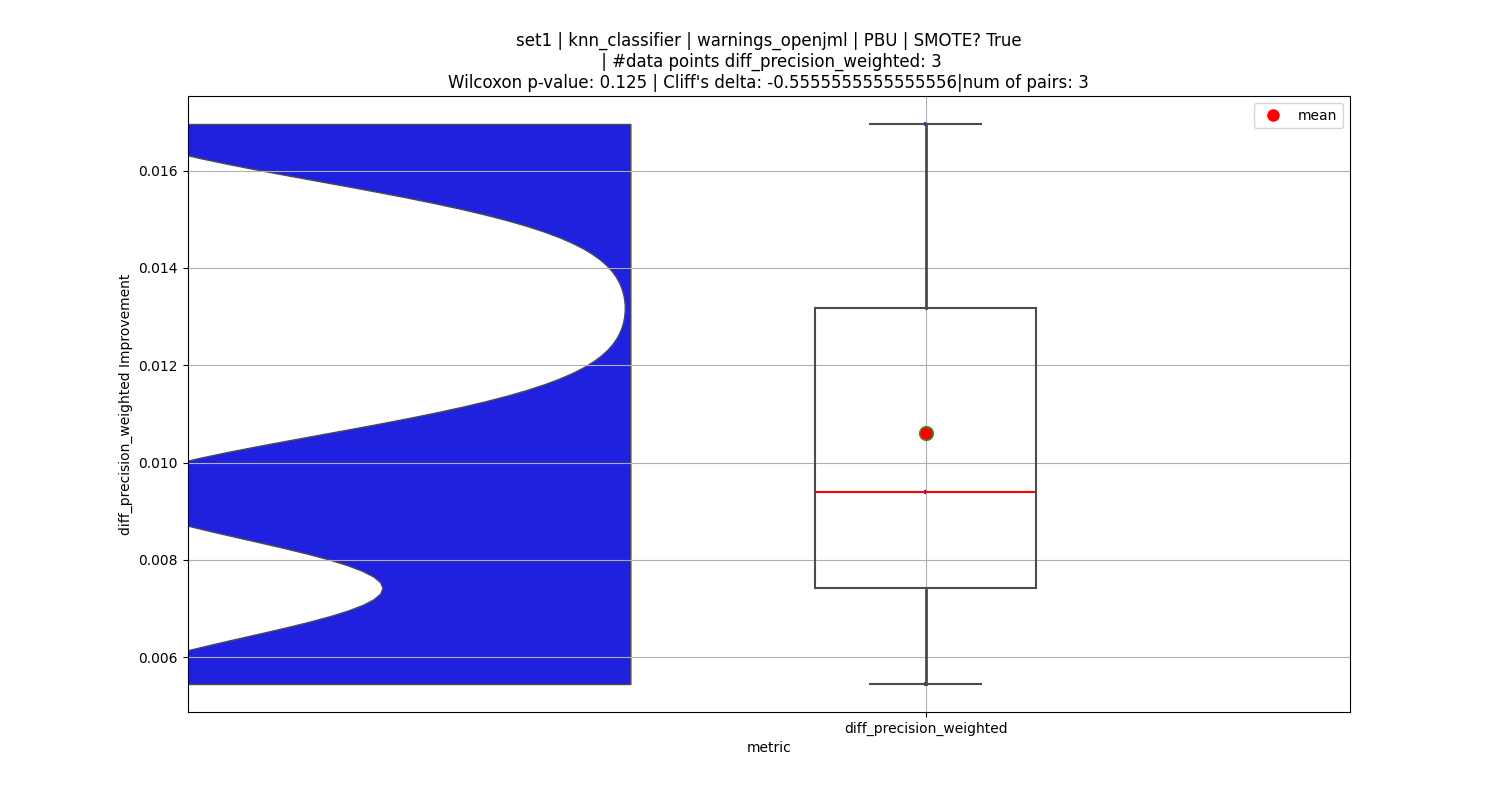 set1 | knn_classifier | warnings_openjml | PBU | SMOTE? True
| #data points diff_precision_weighted: 3
Wilcoxon p-value: 0.125 | Cliff's delta: -0.5555555555555556|num of pairs: 3
mean
0.016
0.014
0.012
0.010
0.008
0.006
diff_precision_weighted Improvement
diff_precision_weighted
metric